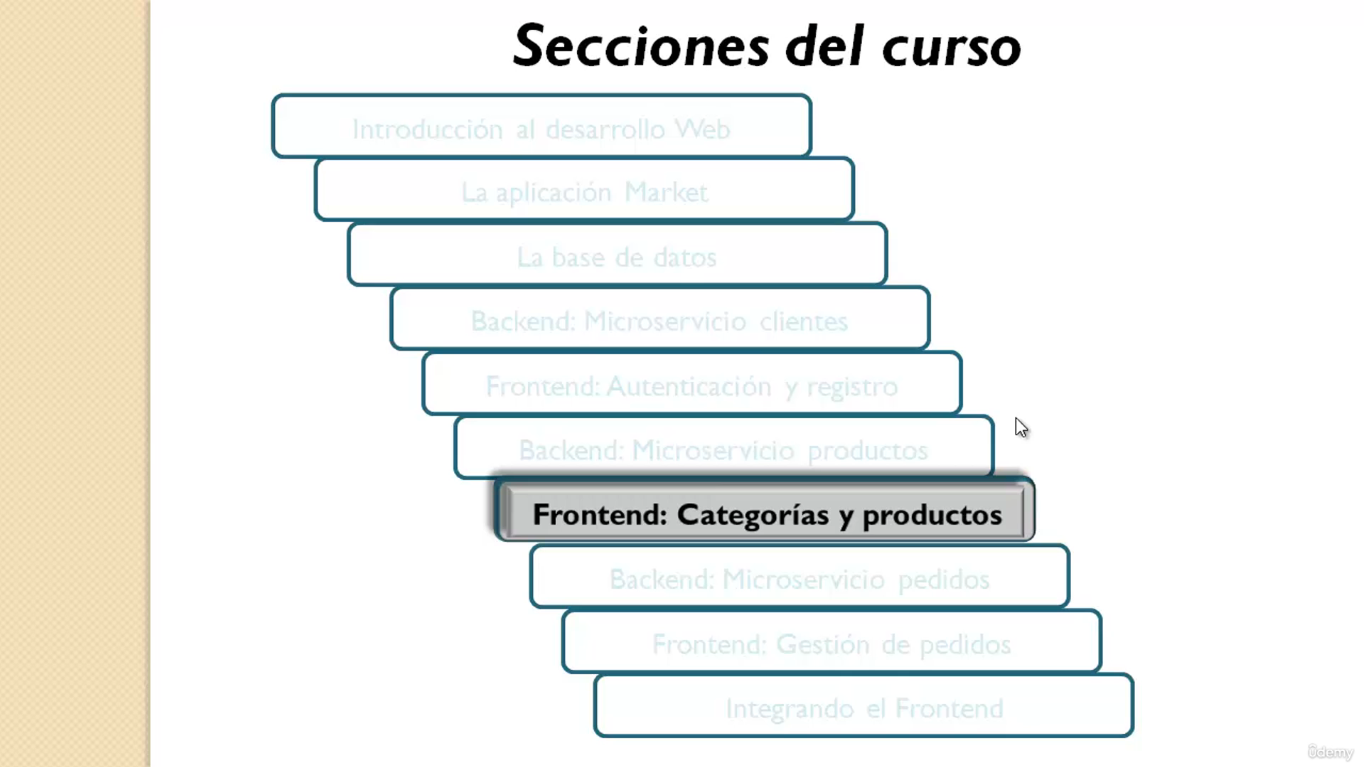 Secciones del curso
Introducción al desarrollo Web
La aplicación Market
La base de datos
Backend: Microservicio clientes
Frontend: Autenticación y registro
Backend: Microservicio productos
Frontend: Categorías y productos
Backend: Microservicio pedidos
Frontend: Gestión de pedidos
Integrando el Frontend
ûdemy